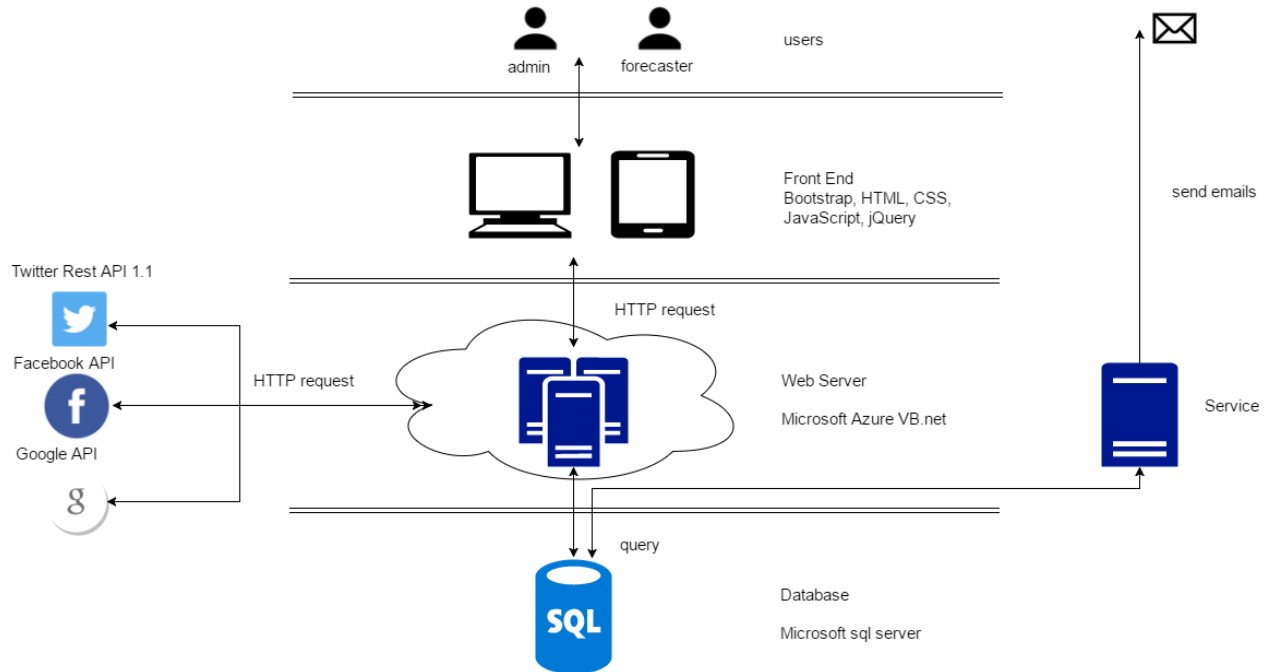 admin
forecaster
users
Front End
Bootstrap, HTML, CSS,
JavaScript, jQuery
send emails
Twitter Rest API 1.1
HTTP request
Facebook API
f
HTTP request
Web Server
Microsoft Azure VB.net
Service
Google API
g
query
SQL
Database
Microsoft sql server